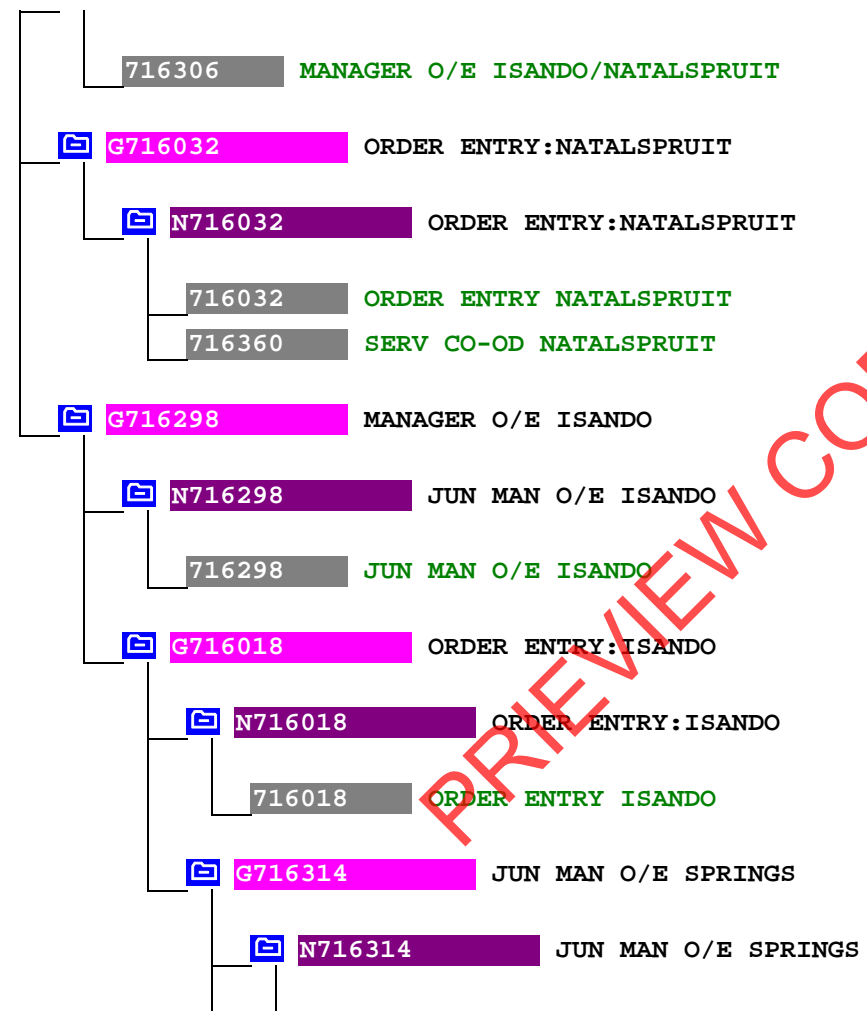 716306 MANAGER O/E ISANDO/NATALSPRUIT
G716032 ORDER ENTRY:NATALSPRUIT
N716032 ORDER ENTRY:NATALSPRUIT
716032 ORDER ENTRY NATALSPRUIT
716360 SERV CO-OD NATALSPRUIT
G716298 MANAGER O/E ISANDO
N716298 JUN MAN O/E ISANDO
716298 JUN MAN O/E ISANDO
G716018 ORDER ENTRY:ISANDO
N716018 ORDER ENTRY:ISANDO
716018 ORDER ENTRY ISANDO
G716314 JUN MAN O/E SPRINGS
N716314 JUN MAN O/E SPRINGS
PRIEVIEW